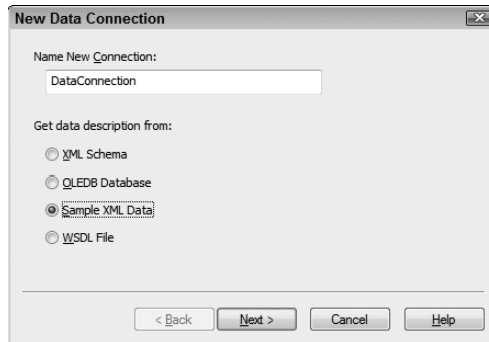 New Data Connection
Name New Connection:
DataConnection
Get data description from:
XML Schema
OLEDB Database
Sample XML Data
WSDL File
< Back Next > Cancel Help